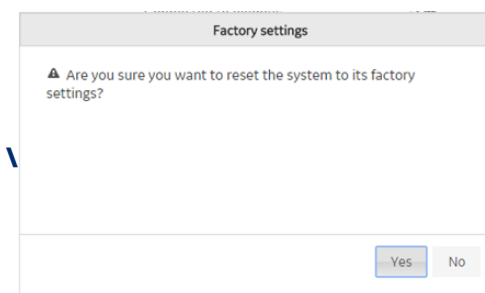 Factory settings
⚠ Are you sure you want to reset the system to its factory
settings?
\
Yes No